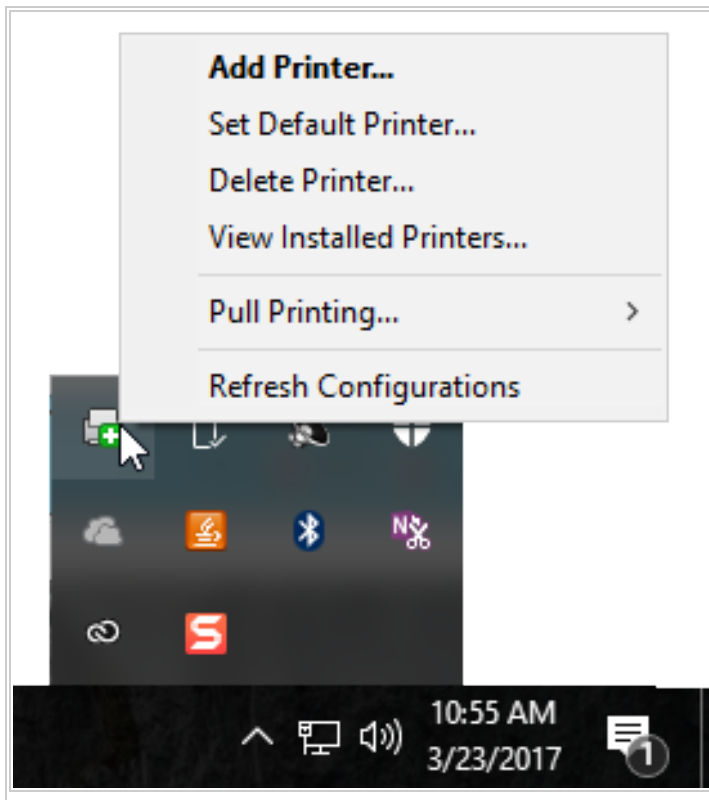 Add Printer...
Set Default Printer...
Delete Printer...
View Installed Printers...
Pull Printing...
Refresh Configurations
N
S
10:55 AM
3/23/2017
1